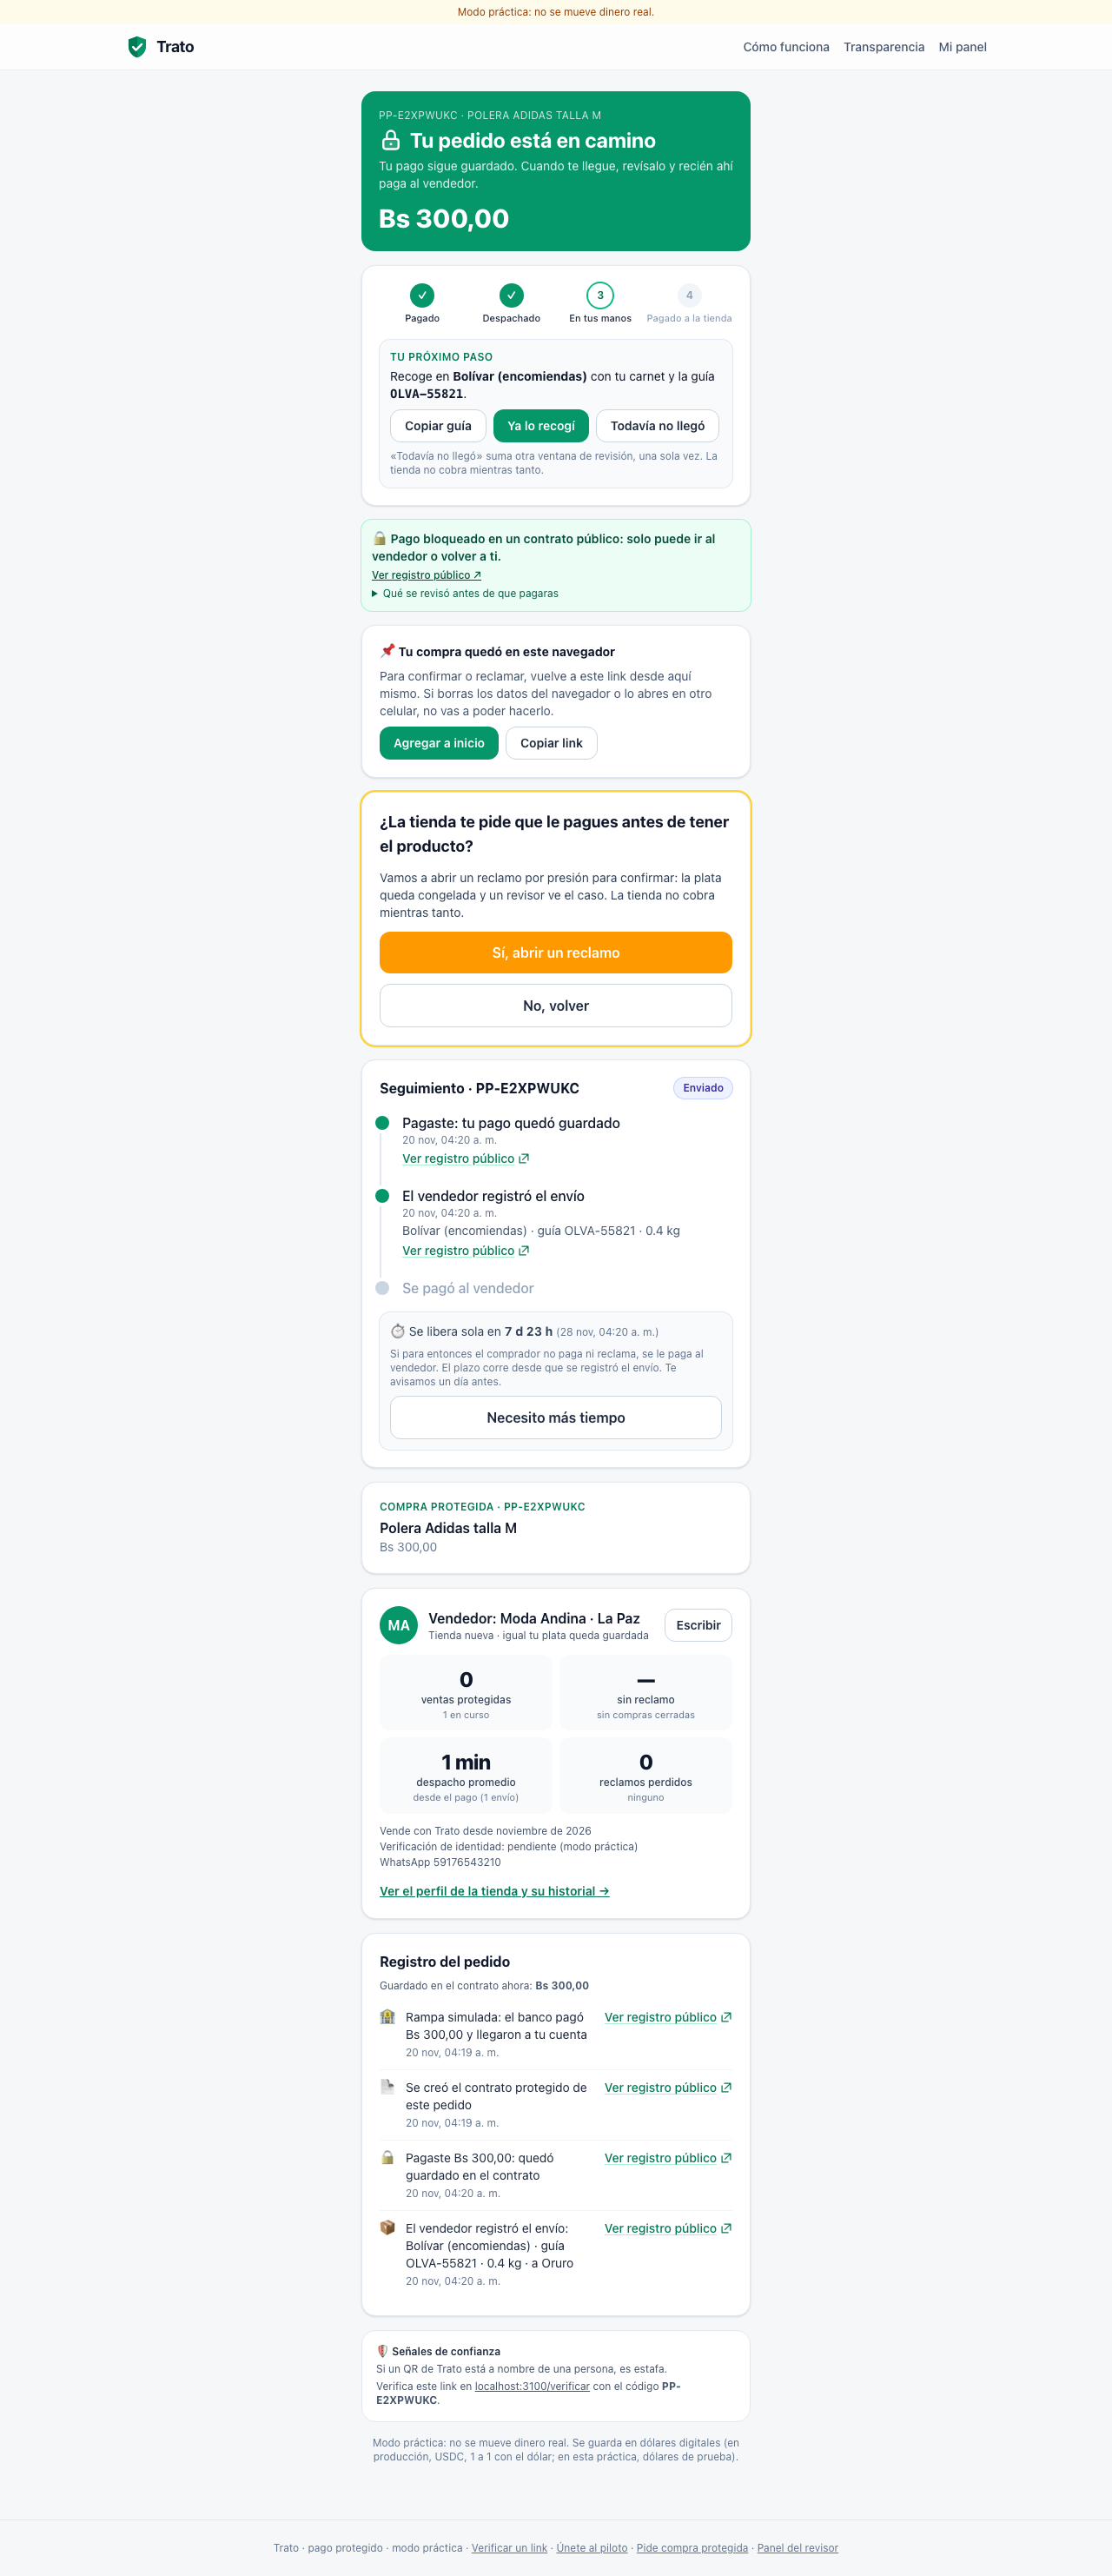 Modo práctica: no se mueve dinero real.
Trato
Cómo funciona Transparencia Mi panel
PP-E2XPWUKC · POLERA ADIDAS TALLA M
Tu pedido está en camino
Tu pago sigue guardado. Cuando te llegue, revísalo y recién ahí
paga al vendedor.
Bs 300,00
3 4
Pagado Despachado En tus manos Pagado a la tienda
TU PRÓXIMO PASO
Recoge en Bolívar (encomiendas) con tu carnet y la guía
OLVA-55821.
Copiar guía Ya lo recogí Todavía no llegó
«Todavía no llegó» suma otra ventana de revisión, una sola vez. La
tienda no cobra mientras tanto.
Pago bloqueado en un contrato público: solo puede ir al
vendedor o volver a ti.
Ver registro público ↗
▶ Qué se revisó antes de que pagaras
Tu compra quedó en este navegador
Para confirmar o reclamar, vuelve a este link desde aquí
mismo. Si borras los datos del navegador o lo abres en otro
celular, no vas a poder hacerlo.
Agregar a inicio Copiar link
¿La tienda te pide que le pagues antes de tener
el producto?
Vamos a abrir un reclamo por presión para confirmar: la plata
queda congelada y un revisor ve el caso. La tienda no cobra
mientras tanto.
Sí, abrir un reclamo
No, volver
Seguimiento · PP-E2XPWUKC Enviado
Pagaste: tu pago quedó guardado
20 nov, 04:20 a. m.
Ver registro público
El vendedor registró el envío
20 nov, 04:20 a. m.
Bolívar (encomiendas) · guía OLVA-55821 · 0.4 kg
Ver registro público
Se pagó al vendedor
Se libera sola en 7 d 23 h (28 nov, 04:20 a. m.)
Si para entonces el comprador no paga ni reclama, se le paga al
vendedor. El plazo corre desde que se registró el envío. Te
avisamos un día antes.
Necesito más tiempo
COMPRA PROTEGIDA · PP-E2XPWUKC
Polera Adidas talla M
Bs 300,00
MA
Vendedor: Moda Andina · La Paz
Tienda nueva · igual tu plata queda guardada
Escribir
0
ventas protegidas
1 en curso
—
sin reclamo
sin compras cerradas
1 min
despacho promedio
desde el pago (1 envío)
0
reclamos perdidos
ninguno
Vende con Trato desde noviembre de 2026
Verificación de identidad: pendiente (modo práctica)
WhatsApp 59176543210
Ver el perfil de la tienda y su historial →
Registro del pedido
Guardado en el contrato ahora: Bs 300,00
Rampa simulada: el banco pagó
Bs 300,00 y llegaron a tu cuenta
20 nov, 04:19 a. m.
Ver registro público
Se creó el contrato protegido de
este pedido
20 nov, 04:19 a. m.
Ver registro público
Pagaste Bs 300,00: quedó
guardado en el contrato
20 nov, 04:20 a. m.
Ver registro público
El vendedor registró el envío:
Bolívar (encomiendas) · guía
OLVA-55821 · 0.4 kg · a Oruro
20 nov, 04:20 a. m.
Ver registro público
Señales de confianza
Si un QR de Trato está a nombre de una persona, es estafa.
Verifica este link en localhost:3100/verificar con el código PP-
E2XPWUKC.
Modo práctica: no se mueve dinero real. Se guarda en dólares digitales (en
producción, USDC, 1 a 1 con el dólar; en esta práctica, dólares de prueba).
Trato · pago protegido · modo práctica · Verificar un link · Únete al piloto · Pide compra protegida · Panel del revisor